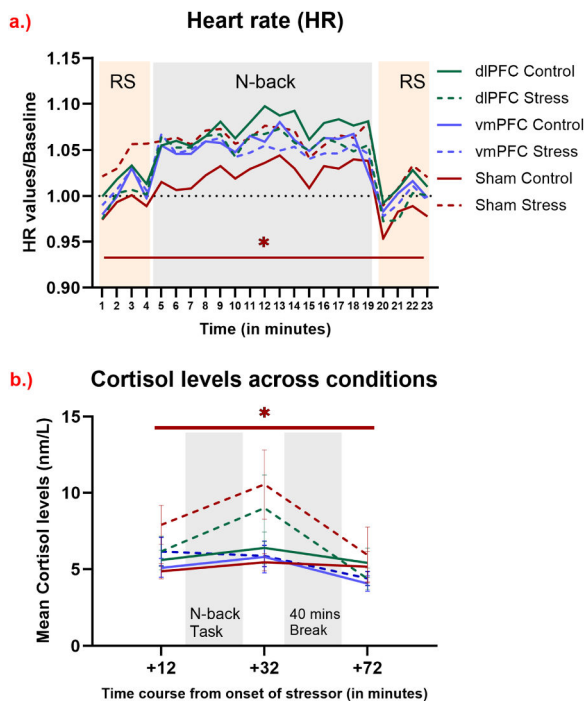 a.)
Heart rate (HR)
HR values/Baseline
1.15
1.10
1.05
1.00
0.95
0.90
RS
N-back
RS
*
1 2 3 4 5 6 7 8 9 10 11 12 13 14 15 16 17 18 19 20 21 22 23
Time (in minutes)
dlPFC Control
dlPFC Stress
vmPFC Control
vmPFC Stress
Sham Control
Sham Stress
b.)
Cortisol levels across conditions
Mean Cortisol levels (nm/L)
15
10
5
0
*
N-back
Task
40 mins
Break
+12 +32 +72
Time course from onset of stressor (in minutes)